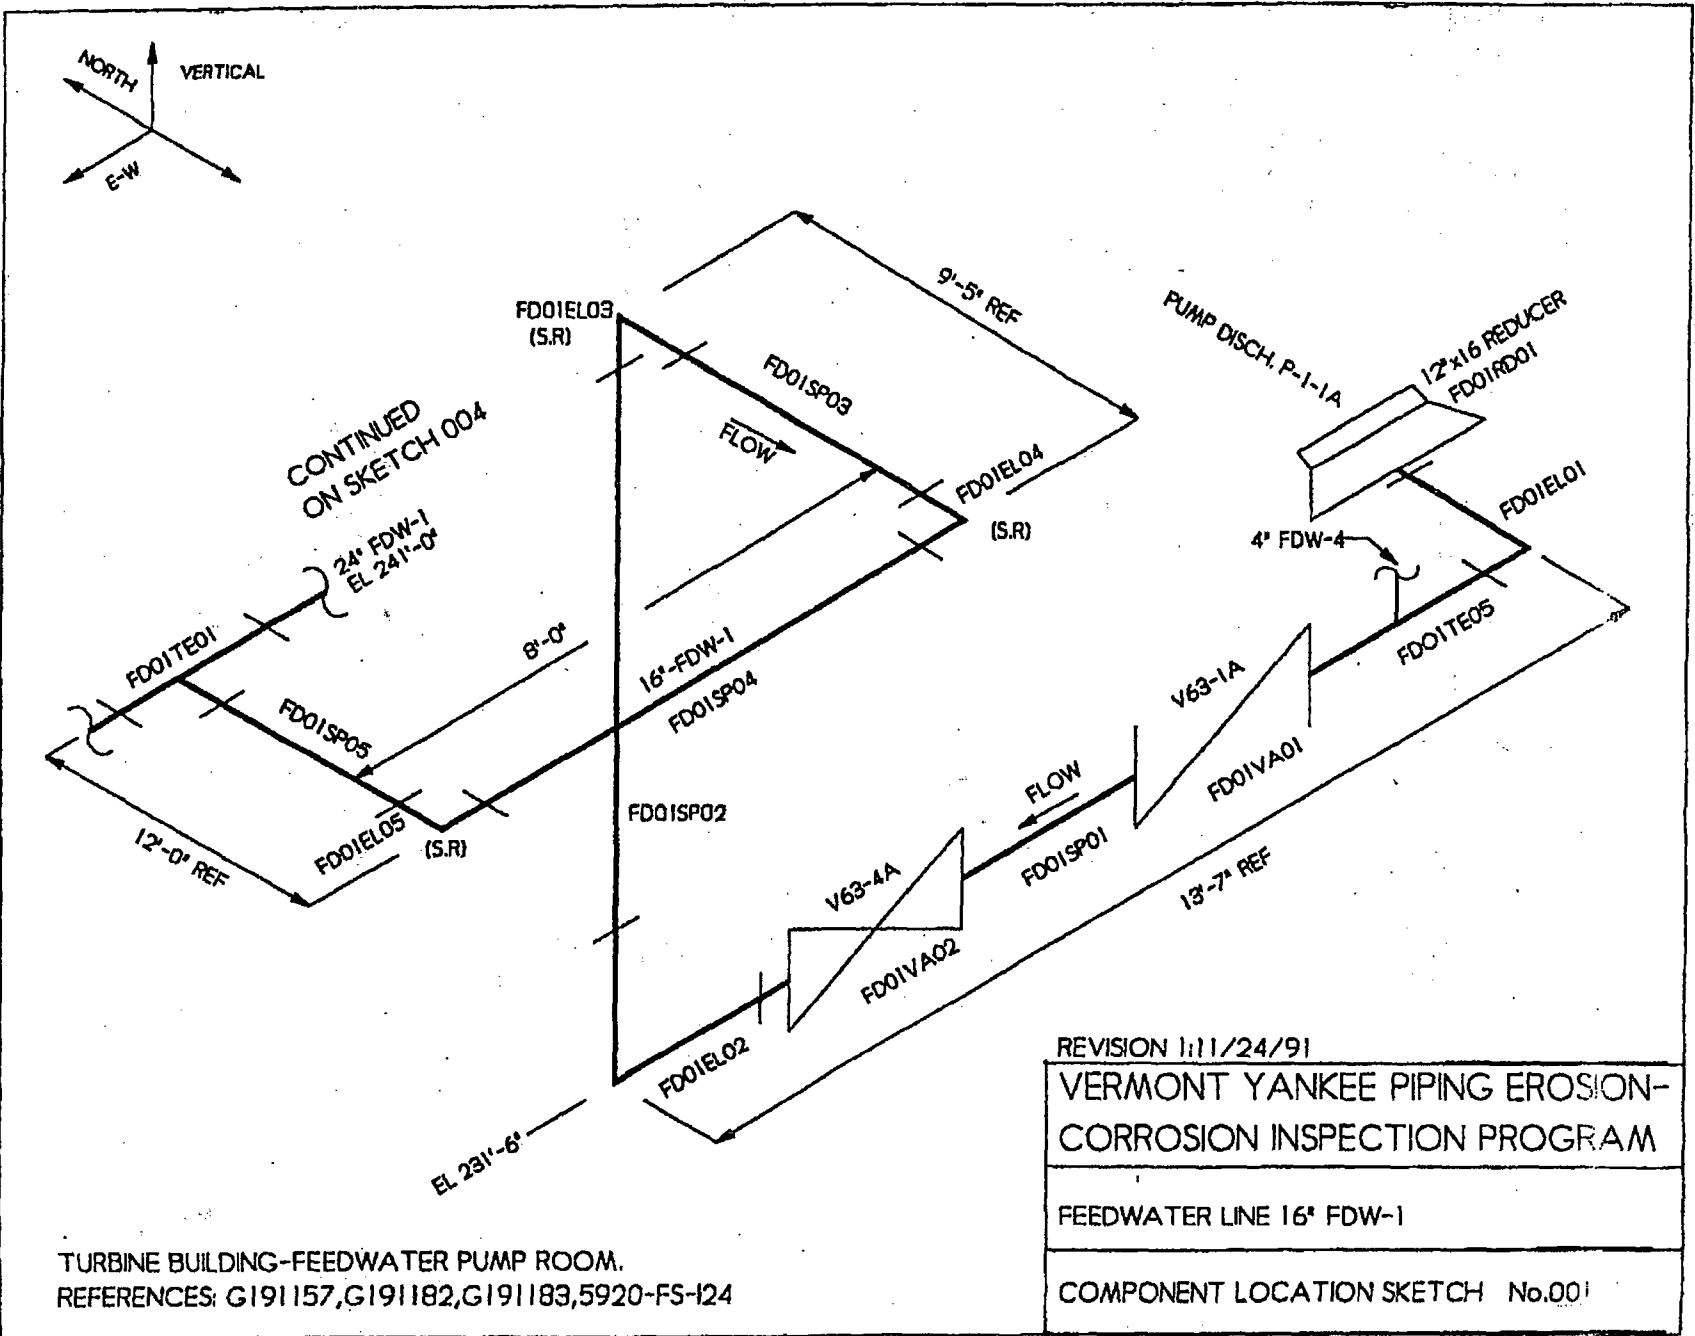 NORTH
VERTICAL
E-W
9'-5" REF
PUMP DISCH. P-1-1A
12"x16 REDUCER
FD01RD01
FD01EL03
(S.R)
FD01SP03
FLOW
CONTINUED
ON SKETCH 004
FD01EL04
(S.R)
FD01EL01
24" FDW-1
EL 241'-0"
4" FDW-4
FD01TE01
8'-0"
16"-FDW-1
FD01SP04
FD01TE05
V63-1A
FD01VA01
FD01SP05
FD01SP02
FLOW
FD01SP01
12'-0" REF
FD01EL05
(S.R)
V63-4A
FD01VA02
13'-7" REF
FD01EL02
EL 231'-6"
REVISION 1:11/24/91
VERMONT YANKEE PIPING EROSION-
CORROSION INSPECTION PROGRAM
FEEDWATER LINE 16" FDW-1
COMPONENT LOCATION SKETCH No.001
TURBINE BUILDING-FEEDWATER PUMP ROOM.
REFERENCES: G191157,G191182,G191183,5920-FS-124